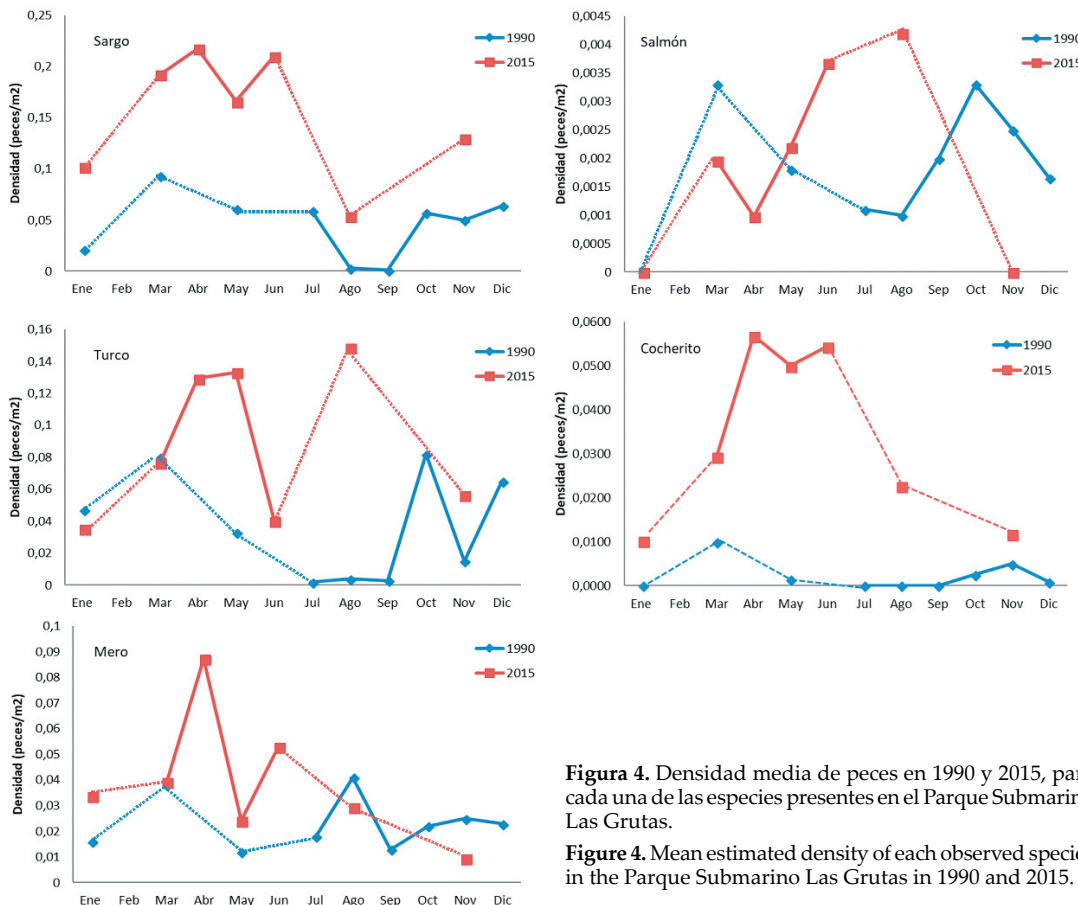 0,25
0,2
0,15
0,1
0,05
0
Densidad (peces/m2)
Sargo
1990
2015
Ene Feb Mar Abr May Jun Jul Ago Sep Oct Nov Dic
0,0045
0,004
0,0035
0,003
0,0025
0,002
0,0015
0,001
0,0005
0
Densidad (peces/m2)
Salmón
1990
2015
Ene Feb Mar Abr May Jun Jul Ago Sep Oct Nov Dic
0,16
0,14
0,12
0,1
0,08
0,06
0,04
0,02
0
Densidad (peces/m2)
Turco
1990
2015
Ene Feb Mar Abr May Jun Jul Ago Sep Oct Nov Dic
0,0600
0,0500
0,0400
0,0300
0,0200
0,0100
0,0000
Densidad (peces/m2)
Cocherito
1990
2015
Ene Feb Mar Abr May Jun Jul Ago Sep Oct Nov Dic
0,1
0,09
0,08
0,07
0,06
0,05
0,04
0,03
0,02
0,01
0
Densidad (peces/m2)
Mero
1990
2015
Ene Feb Mar Abr May Jun Jul Ago Sep Oct Nov Dic
Figura 4. Densidad media de peces en 1990 y 2015, par
cada una de las especies presentes en el Parque Submarin
Las Grutas.
Figure 4. Mean estimated density of each observed specie
in the Parque Submarino Las Grutas in 1990 and 2015.